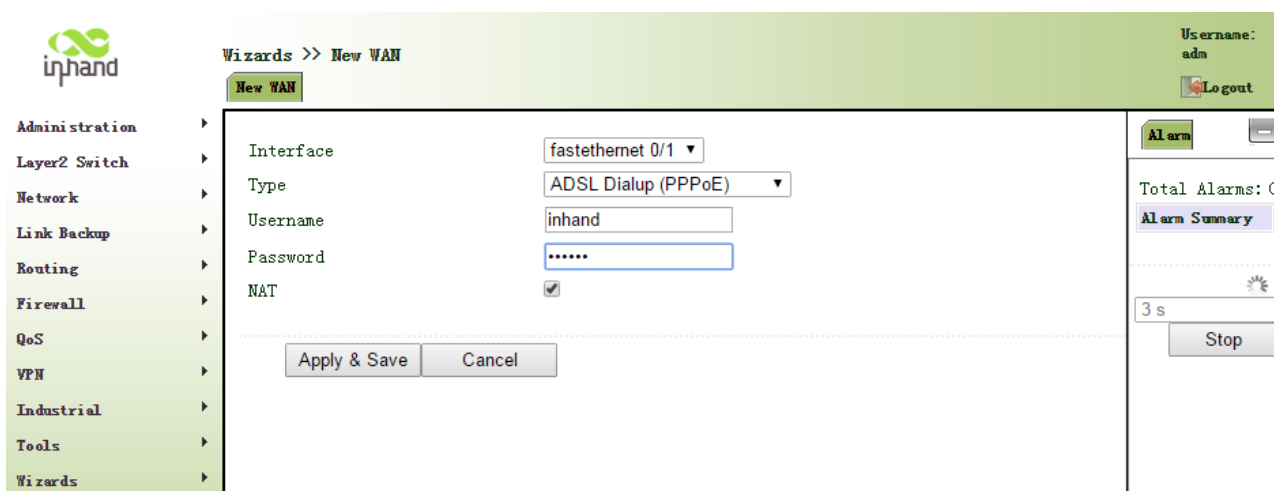 inhand
Wizards >> New WAN
New WAN
Username:
adm
Logout
Administration
Layer2 Switch
Network
Link Backup
Routing
Firewall
QoS
VPN
Industrial
Tools
Wizards
Interface fastethernet 0/1
Type ADSL Dialup (PPPoE)
Username inhand
Password ••••••
NAT
Apply & Save Cancel
Alarm
Total Alarms:
Alarm Summary
3 s
Stop